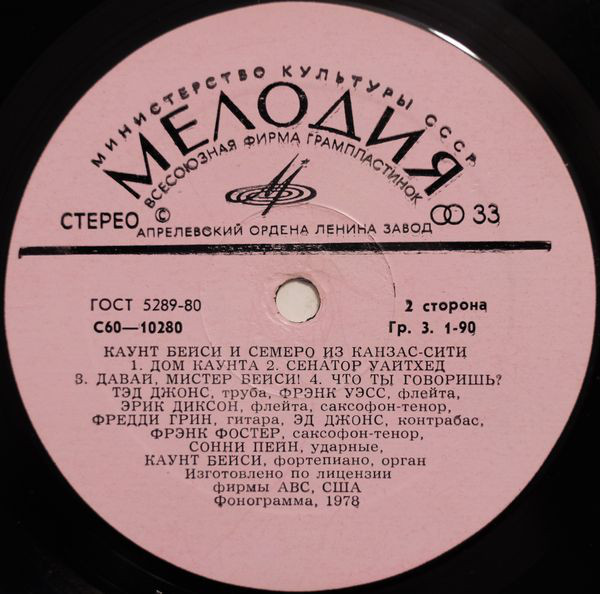 МИНИСТЕРСТВО КУЛЬТУРЫ СССР
МЕЛОДИЯ
ВСЕСОЮЗНАЯ ФИРМА ГРАМПЛАСТИНОК
СТЕРЕО © 33
АПРЕЛЕВСКИЙ ОРДЕНА ЛЕНИНА ЗАВОД
ГОСТ 5289-80 2 сторона
С60—10280 Гр. 3. 1-90
КАУНТ БЕЙСИ И СЕМЕРО ИЗ КАНЗАС-СИТИ
1. ДОМ КАУНТА 2. СЕНАТОР УАЙТХЕД
3. ДАВАЙ, МИСТЕР БЕЙСИ! 4. ЧТО ТЫ ГОВОРИШЬ?
ТЭД ДЖОНС, труба, ФРЭНК УЭСС, флейта,
ЭРИК ДИКСОН, флейта, саксофон-тенор,
ФРЕДДИ ГРИН, гитара, ЭД ДЖОНС, контрабас,
ФРЭНК ФОСТЕР, саксофон-тенор,
СОННИ ПЕЙН, ударные,
КАУНТ БЕЙСИ, фортепиано, орган
Изготовлено по лицензии
фирмы АВС, США
Фонограмма, 1978